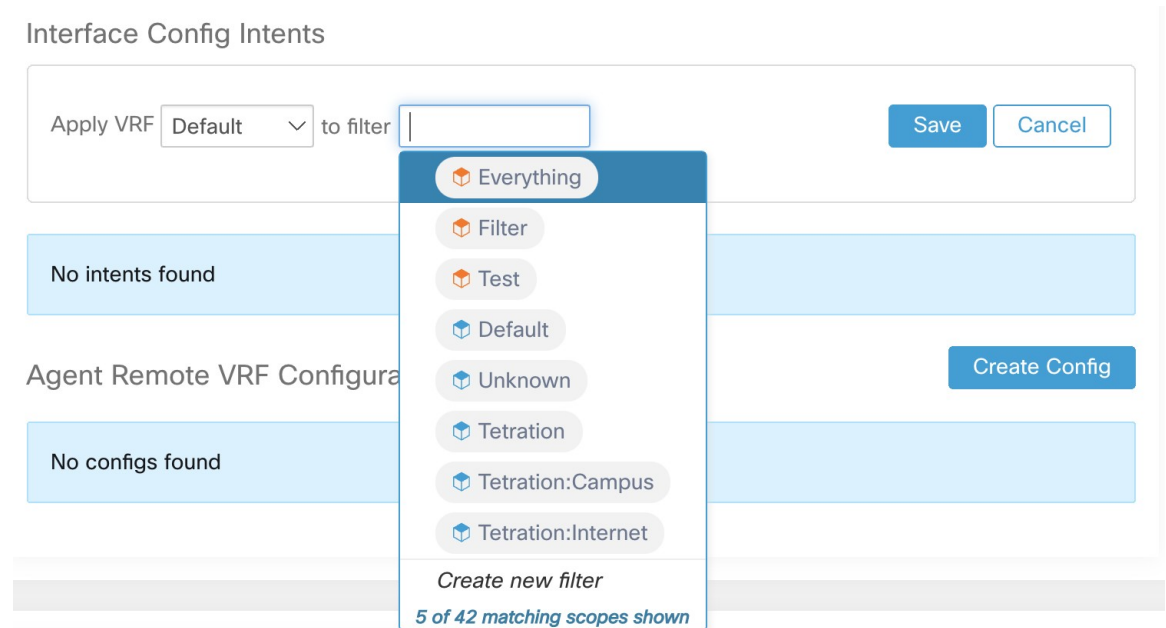 Interface Config Intents
Apply VRF Default to filter Save Cancel
Everything
Filter
No intents found
Test
Default
Agent Remote VRF Configura Create Config
Unknown
Tetration
No configs found
Tetration:Campus
Tetration:Internet
Create new filter
5 of 42 matching scopes shown